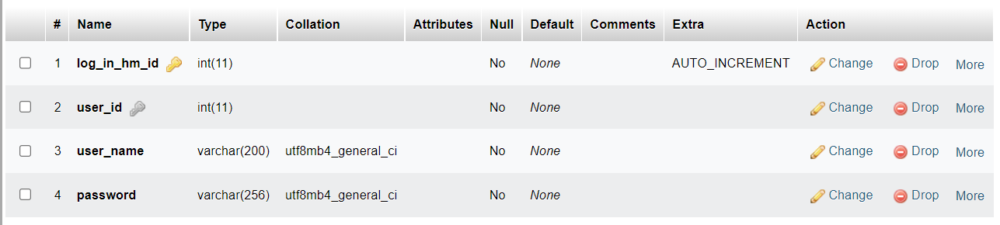 # Name Type Collation Attributes Null Default Comments Extra Action
1 log_in_hm_id int(11) No None AUTO_INCREMENT Change Drop More
2 user_id int(11) No None Change Drop More
3 user_name varchar(200) utf8mb4_general_ci No None Change Drop More
4 password varchar(256) utf8mb4_general_ci No None Change Drop More